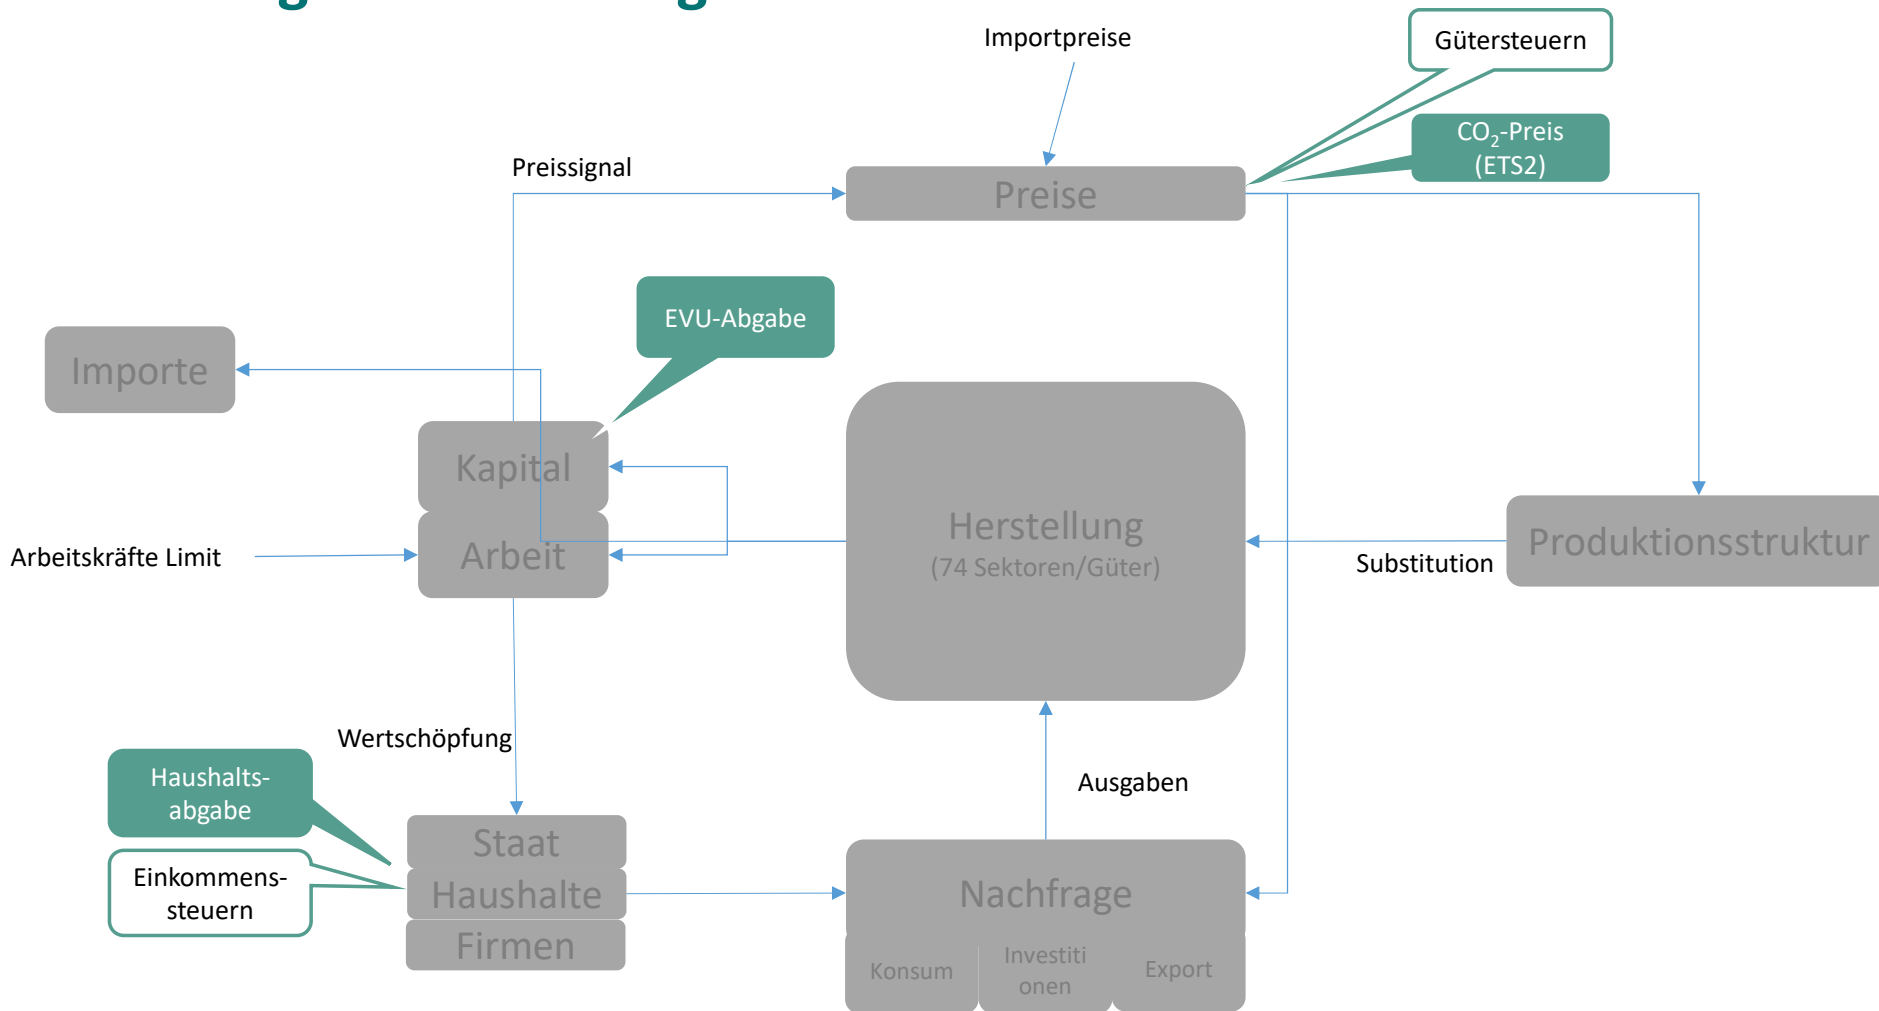 Importpreise
Gütersteuern
CO₂-Preis
(ETS2)
Preissignal
Preise
EVU-Abgabe
Importe
Kapital
Herstellung
(74 Sektoren/Güter)
Produktionsstruktur
Arbeitskräfte Limit
Arbeit
Substitution
Wertschöpfung
Haushalts-
abgabe
Ausgaben
Staat
Einkommens-
steuern
Haushalte
Nachfrage
Firmen
Konsum
Investiti
onen
Export